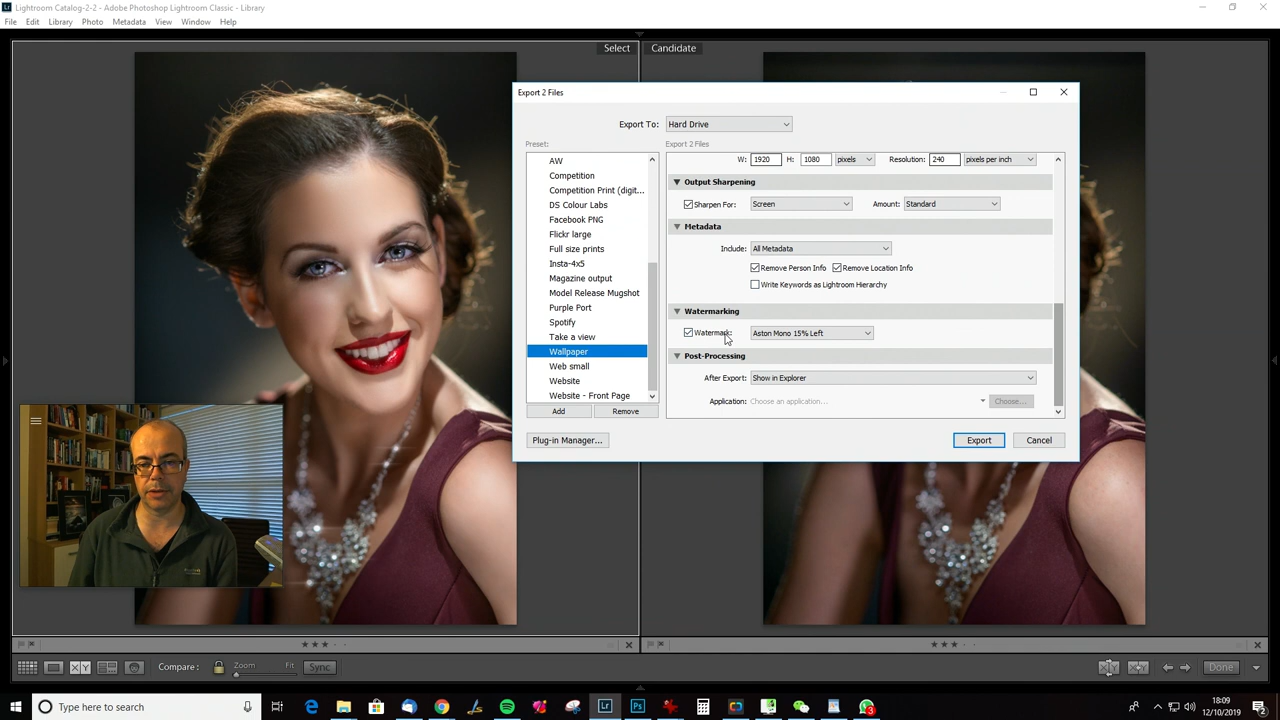 Lightroom Catalog-2-2 - Adobe Photoshop Lightroom Classic - Library
File Edit Library Photo Metadata View Window Help
Select Candidate
Export 2 Files
Export To: Hard Drive
Preset: Export 2 Files
AW
Competition
Competition Print (digit...
DS Colour Labs
Facebook PNG
Flickr large
Full size prints
Insta-4x5
Magazine output
Model Release Mugshot
Purple Port
Spotify
Take a view
Wallpaper
Web small
Website
Website - Front Page
Add Remove
W: 1920 H: 1080 pixels Resolution: 240 pixels per inch
Output Sharpening
Sharpen For: Screen Amount: Standard
Metadata
Include: All Metadata
Remove Person Info Remove Location Info
Write Keywords as Lightroom Hierarchy
Watermarking
Watermark: Aston Mono 15% Left
Post-Processing
After Export: Show in Explorer
Application: Choose an application... Choose...
Plug-in Manager... Export Cancel
XY Compare : Zoom Fit Sync Done
Type here to search
Lr Ps
3
18:09
12/10/2019
2